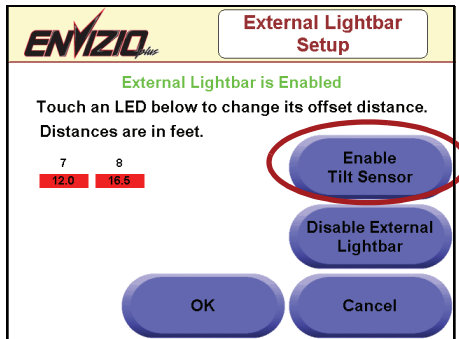 ENVIZIO plus
External Lightbar
Setup
External Lightbar is Enabled
Touch an LED below to change its offset distance.
Distances are in feet.
7 8
12.0 16.5
Enable
Tilt Sensor
Disable External
Lightbar
OK
Cancel